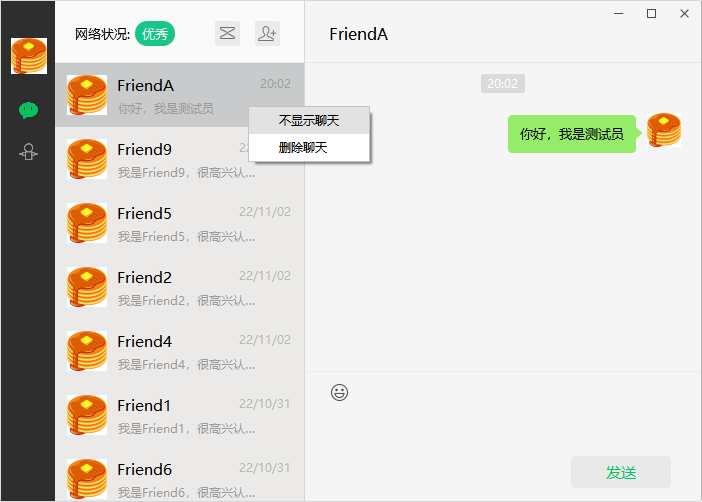 网络状况: 优秀
FriendA 20:02
你好，我是测试员
不显示聊天
删除聊天
Friend9
我是Friend9，很高兴认...
Friend5 22/11/02
我是Friend5，很高兴认...
Friend2 22/11/02
我是Friend2，很高兴认...
Friend4 22/11/02
我是Friend4，很高兴认...
Friend1 22/10/31
我是Friend1，很高兴认...
Friend6 22/10/31
我是Friend6，很高兴认...
FriendA
20:02
你好，我是测试员
发送